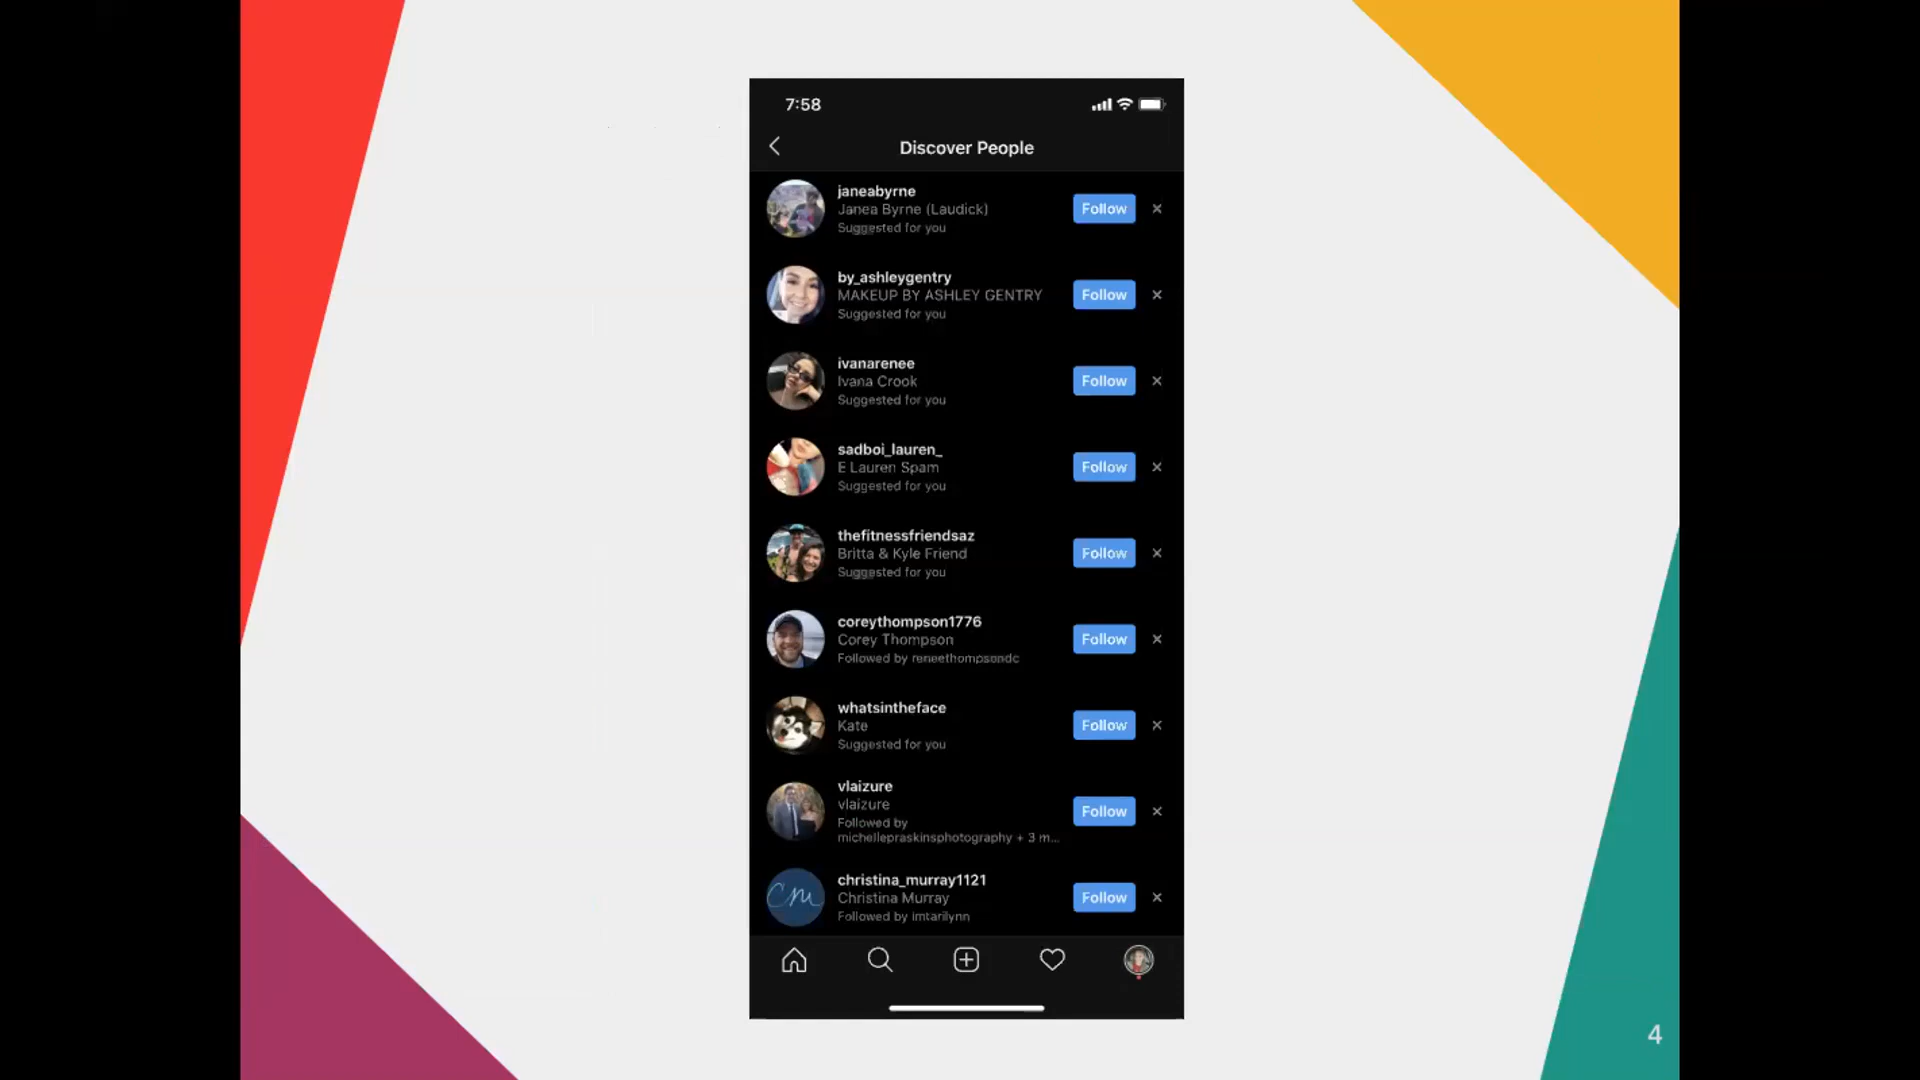 7:58
Discover People
janeabyrne
Janea Byrne (Laudick)
Suggested for you
Follow
by_ashleygentry
MAKEUP BY ASHLEY GENTRY
Suggested for you
Follow
ivanarenee
Ivana Crook
Suggested for you
Follow
sadboi_lauren_
E Lauren Spam
Suggested for you
Follow
thefitnessfriendsaz
Britta & Kyle Friend
Suggested for you
Follow
coreythompson1776
Corey Thompson
Followed by reneethompsondc
Follow
whatsintheface
Kate
Suggested for you
Follow
vlaizure
vlaizure
Followed by
michellepraskinsphotography + 3 m...
Follow
CM
christina_murray1121
Christina Murray
Followed by imtarilynn
Follow
4